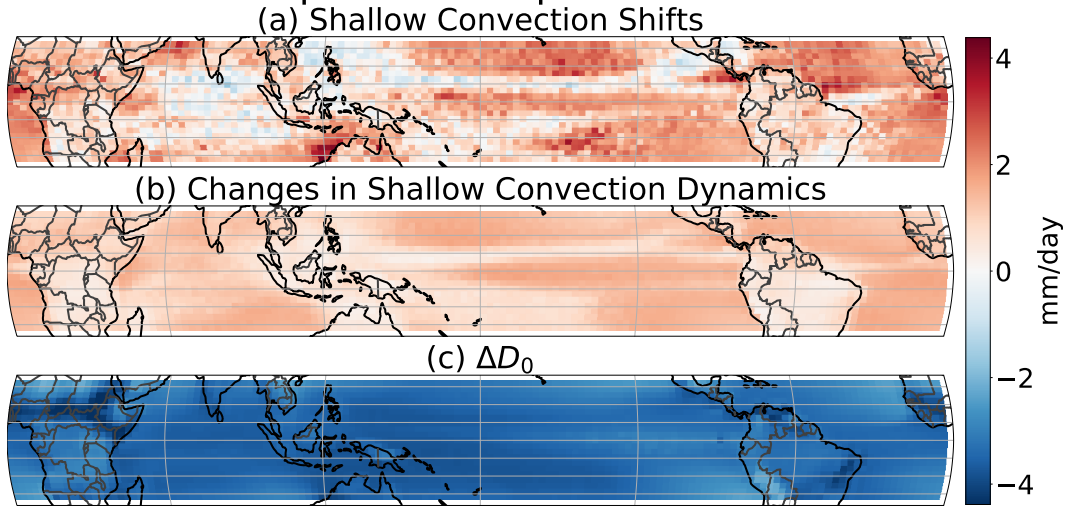 (a) Shallow Convection Shifts
(b) Changes in Shallow Convection Dynamics
(c) ΔD₀
4
2
0
−2
−4
mm/day